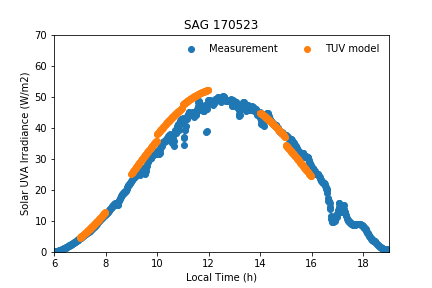 SAG 170523
Measurement TUV model
70
60
50
40
30
20
10
0
Solar UVA Irradiance (W/m2)
6 8 10 12 14 16 18
Local Time (h)